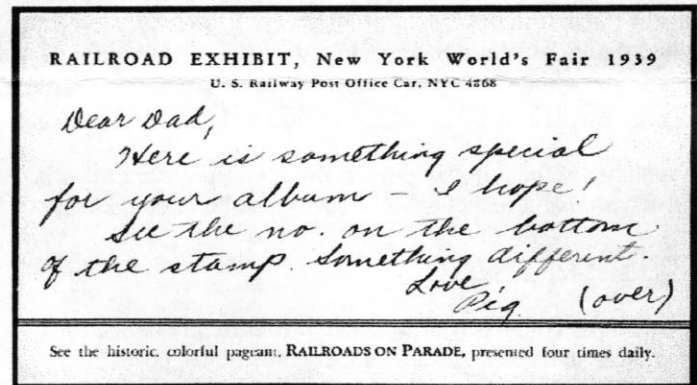 RAILROAD EXHIBIT, New York World's Fair 1939
U. S. Railway Post Office Car, NYC 4868
Dear Dad,
Here is something special
for your album - I hope!
See the no. on the bottom
of the stamp. Something different.
Love
Pig (over)
See the historic, colorful pageant, RAILROADS ON PARADE, presented four times daily.